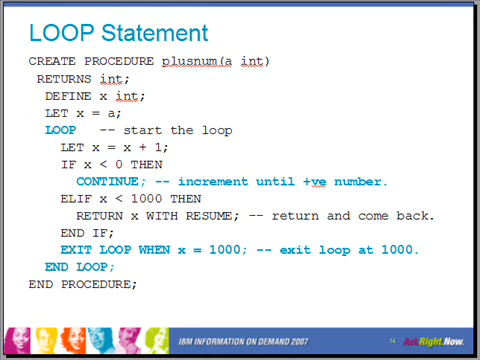 LOOP Statement
CREATE PROCEDURE plusnum(a int)
RETURNS int;
DEFINE x int;
LET x = a;
LOOP -- start the loop
LET x = x + 1;
IF x < 0 THEN
CONTINUE; -- increment until +ve number.
ELIF x < 1000 THEN
RETURN x WITH RESUME; -- return and come back.
END IF;
EXIT LOOP WHEN x = 1000; -- exit loop at 1000.
END LOOP;
END PROCEDURE;
IBM INFORMATION ON DEMAND 2007
14 Act.Right.Now.